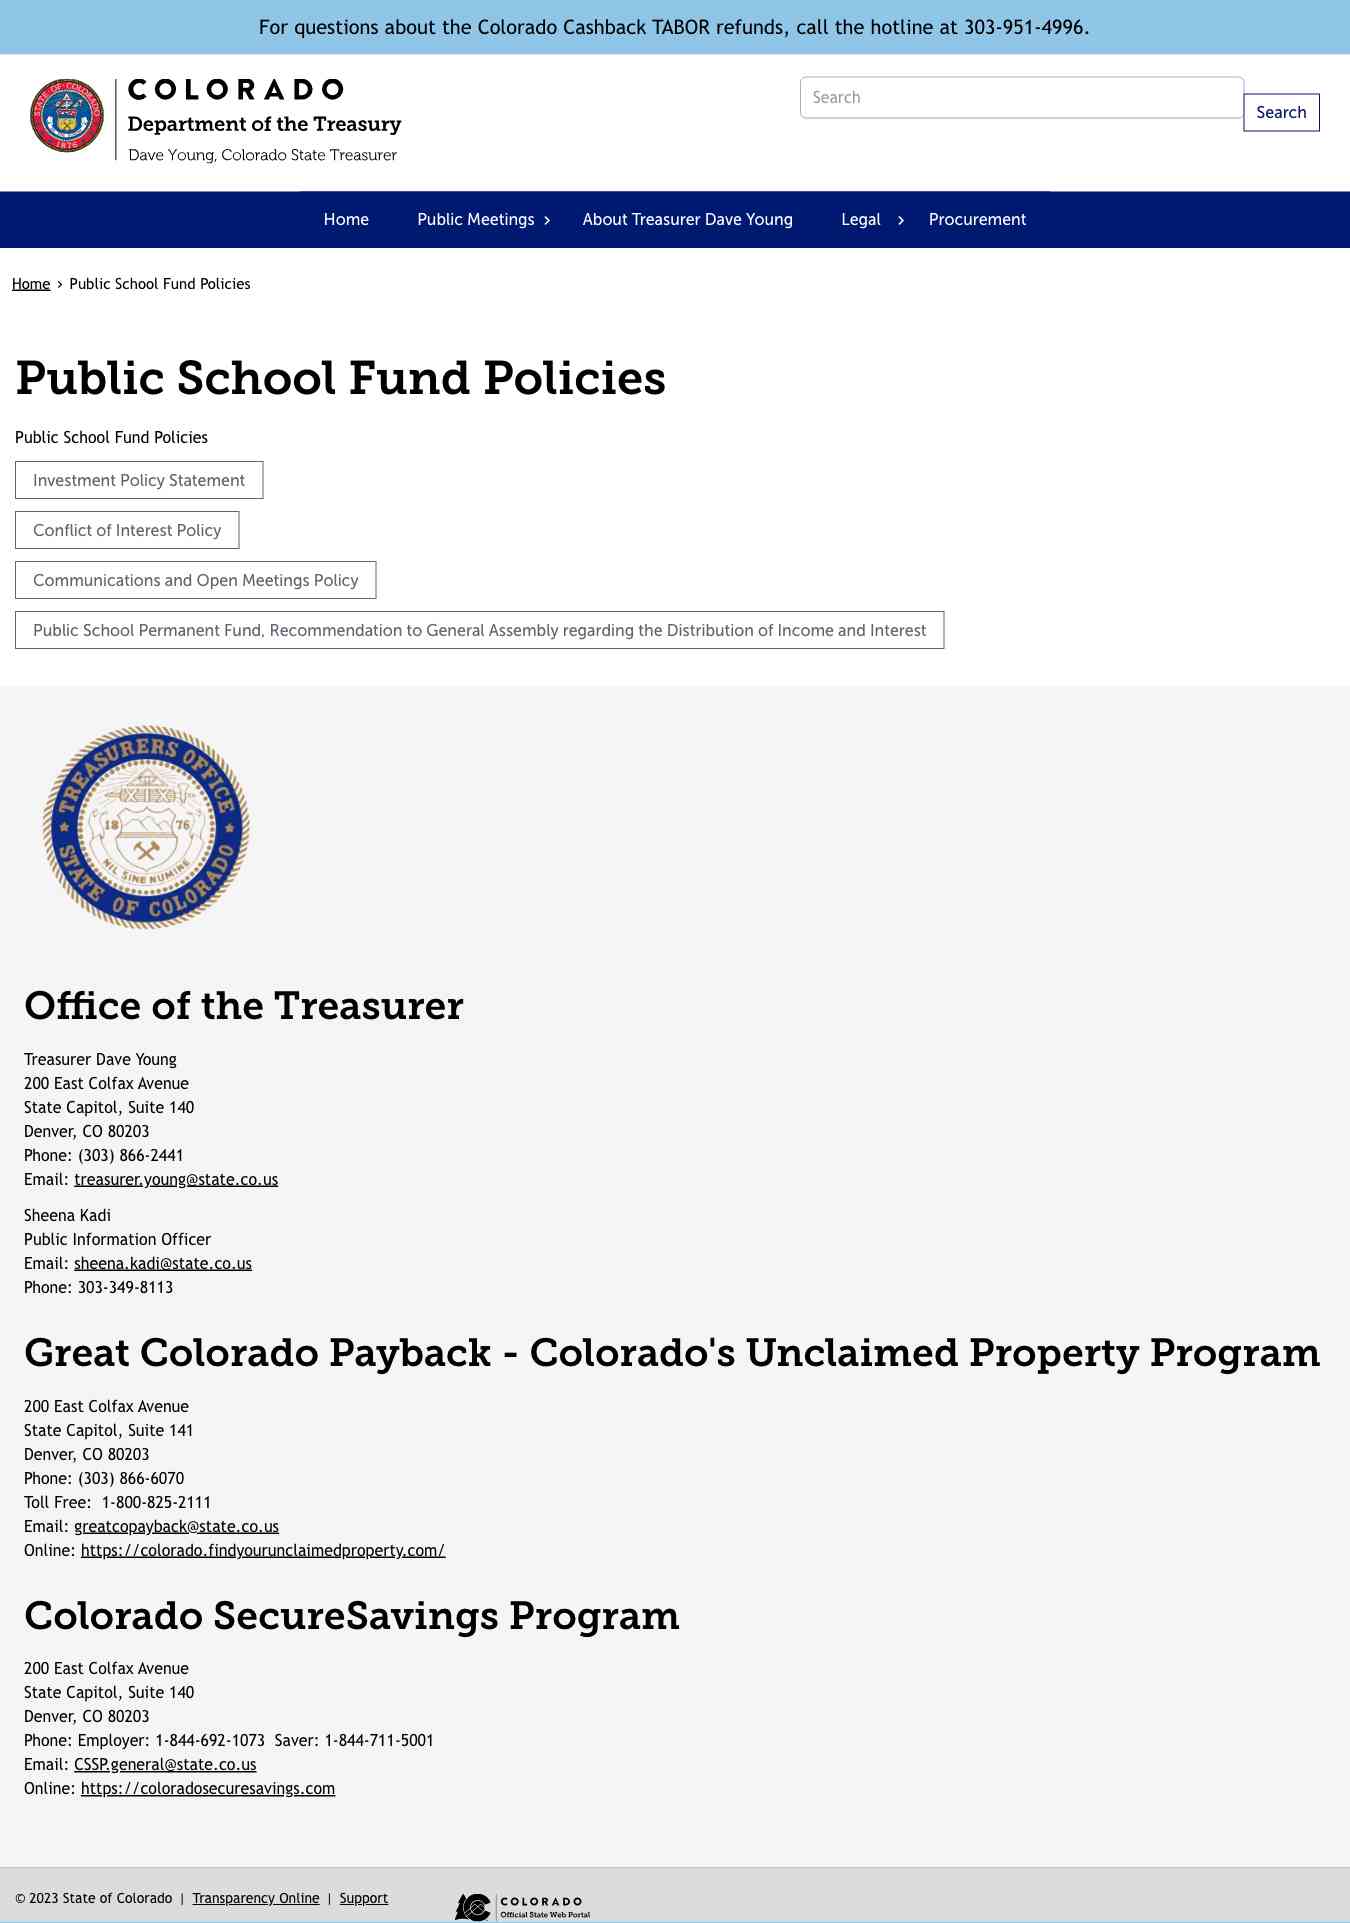 For questions about the Colorado Cashback TABOR refunds, call the hotline at 303-951-4996.
STATE OF COLORADO
1876
COLORADO
Department of the Treasury
Dave Young, Colorado State Treasurer
Search
Search
Home Public Meetings › About Treasurer Dave Young Legal › Procurement
Home › Public School Fund Policies
Public School Fund Policies
Public School Fund Policies
Investment Policy Statement
Conflict of Interest Policy
Communications and Open Meetings Policy
Public School Permanent Fund, Recommendation to General Assembly regarding the Distribution of Income and Interest
TREASURERS OFFICE
18 76
NIL SINE NUMINE
STATE OF COLORADO
Office of the Treasurer
Treasurer Dave Young
200 East Colfax Avenue
State Capitol, Suite 140
Denver, CO 80203
Phone: (303) 866-2441
Email: treasurer.young@state.co.us
Sheena Kadi
Public Information Officer
Email: sheena.kadi@state.co.us
Phone: 303-349-8113
Great Colorado Payback - Colorado's Unclaimed Property Program
200 East Colfax Avenue
State Capitol, Suite 141
Denver, CO 80203
Phone: (303) 866-6070
Toll Free:  1-800-825-2111
Email: greatcopayback@state.co.us
Online: https://colorado.findyourunclaimedproperty.com/
Colorado SecureSavings Program
200 East Colfax Avenue
State Capitol, Suite 140
Denver, CO 80203
Phone: Employer: 1-844-692-1073  Saver: 1-844-711-5001
Email: CSSP.general@state.co.us
Online: https://coloradosecuresavings.com
© 2023 State of Colorado | Transparency Online | Support
COLORADO
Official State Web Portal